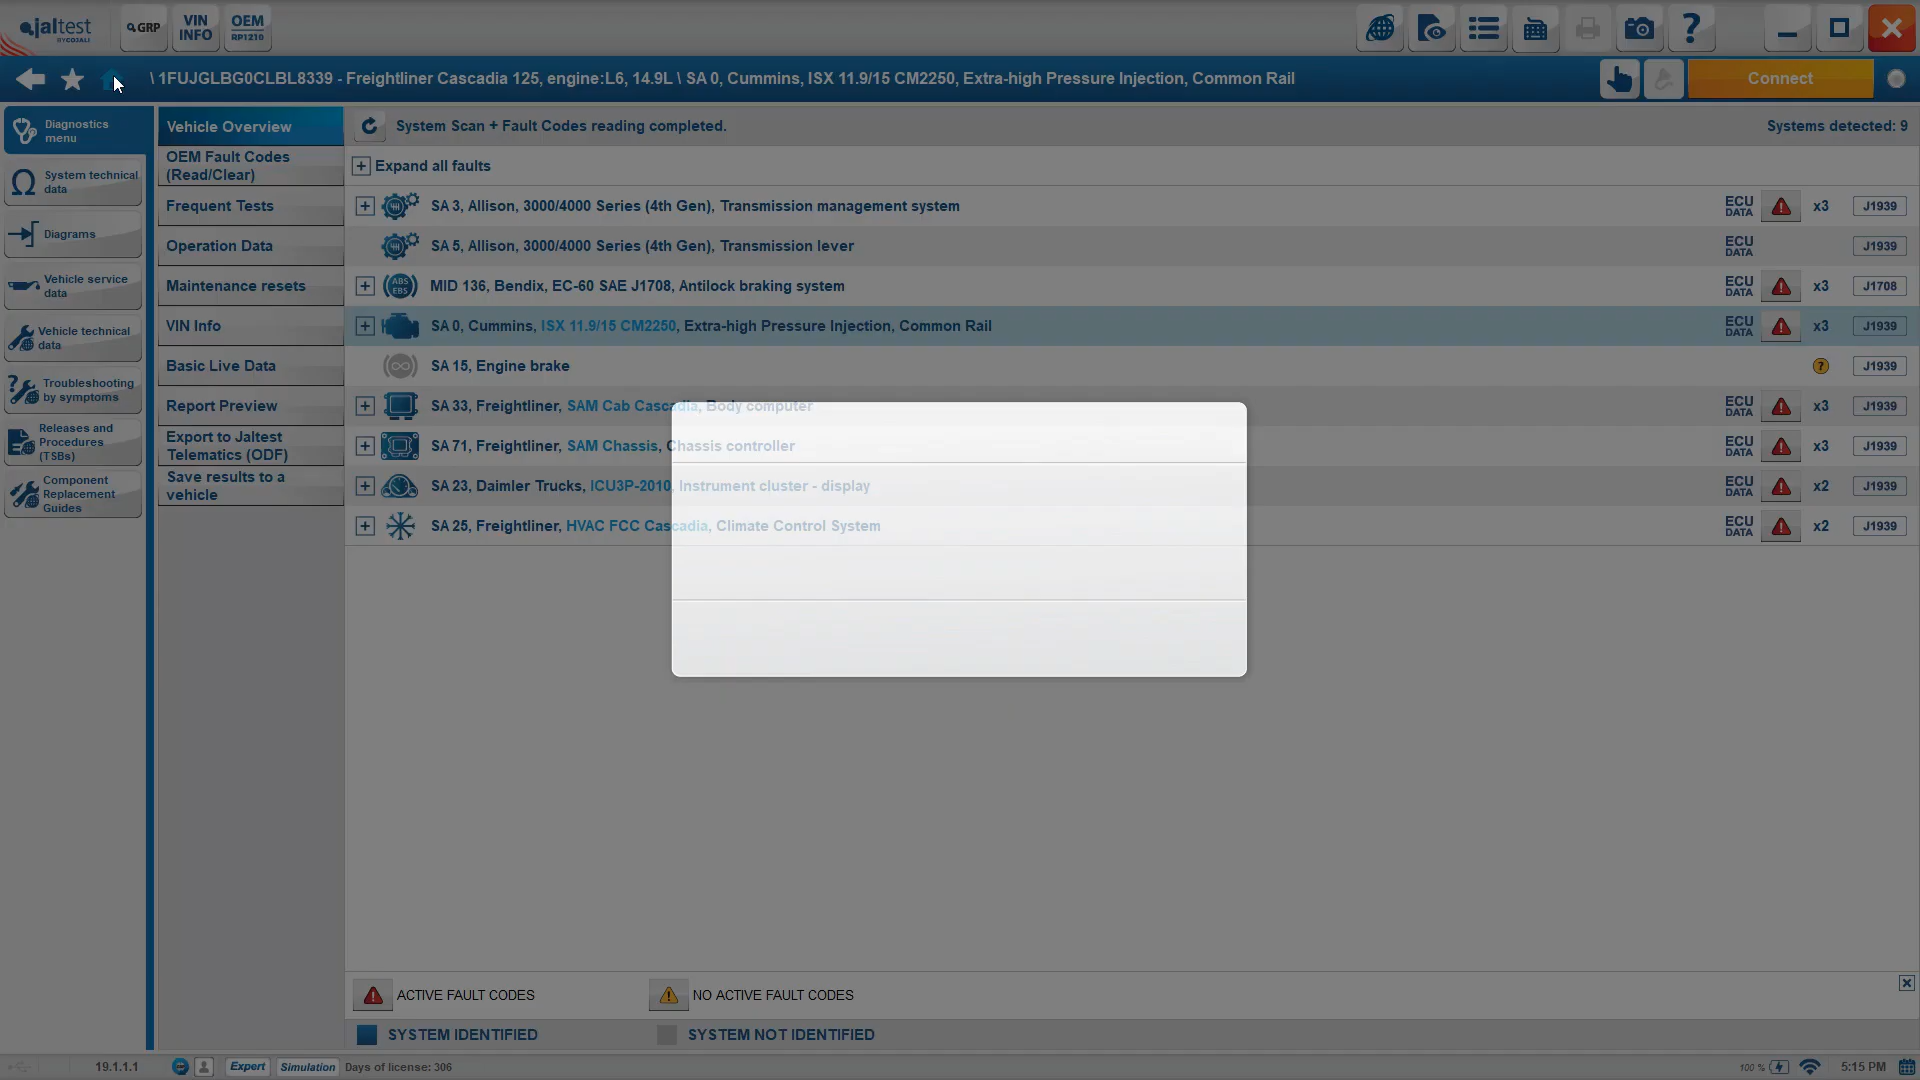 jaltest
BY COJALI
GRP
VIN
INFO
OEM
RP1210
\ 1FUJGLBG0CLBL8339 - Freightliner Cascadia 125, engine:L6, 14.9L \ SA 0, Cummins, ISX 11.9/15 CM2250, Extra-high Pressure Injection, Common Rail
Connect
Diagnostics
menu
System technical
data
Diagrams
Vehicle service
data
Vehicle technical
data
Troubleshooting
by symptoms
Releases and
Procedures
(TSBs)
Component
Replacement
Guides
Vehicle Overview
OEM Fault Codes
(Read/Clear)
Frequent Tests
Operation Data
Maintenance resets
VIN Info
Basic Live Data
Report Preview
Export to Jaltest
Telematics (ODF)
Save results to a
vehicle
System Scan + Fault Codes reading completed.
Systems detected: 9
Expand all faults
SA 3, Allison, 3000/4000 Series (4th Gen), Transmission management system
ECU
DATA
x3
J1939
SA 5, Allison, 3000/4000 Series (4th Gen), Transmission lever
ECU
DATA
J1939
ABS
EBS
MID 136, Bendix, EC-60 SAE J1708, Antilock braking system
ECU
DATA
x3
J1708
SA 0, Cummins, ISX 11.9/15 CM2250, Extra-high Pressure Injection, Common Rail
ECU
DATA
x3
J1939
SA 15, Engine brake
?
J1939
SA 33, Freightliner, SAM Cab Cascadia, Body computer
ECU
DATA
x3
J1939
SA 71, Freightliner, SAM Chassis, Chassis controller
ECU
DATA
x3
J1939
SA 23, Daimler Trucks, ICU3P-2010, Instrument cluster - display
ECU
DATA
x2
J1939
SA 25, Freightliner, HVAC FCC Cascadia, Climate Control System
ECU
DATA
x2
J1939
ACTIVE FAULT CODES
NO ACTIVE FAULT CODES
SYSTEM IDENTIFIED
SYSTEM NOT IDENTIFIED
19.1.1.1
Expert
Simulation
Days of license: 306
100 %
5:15 PM